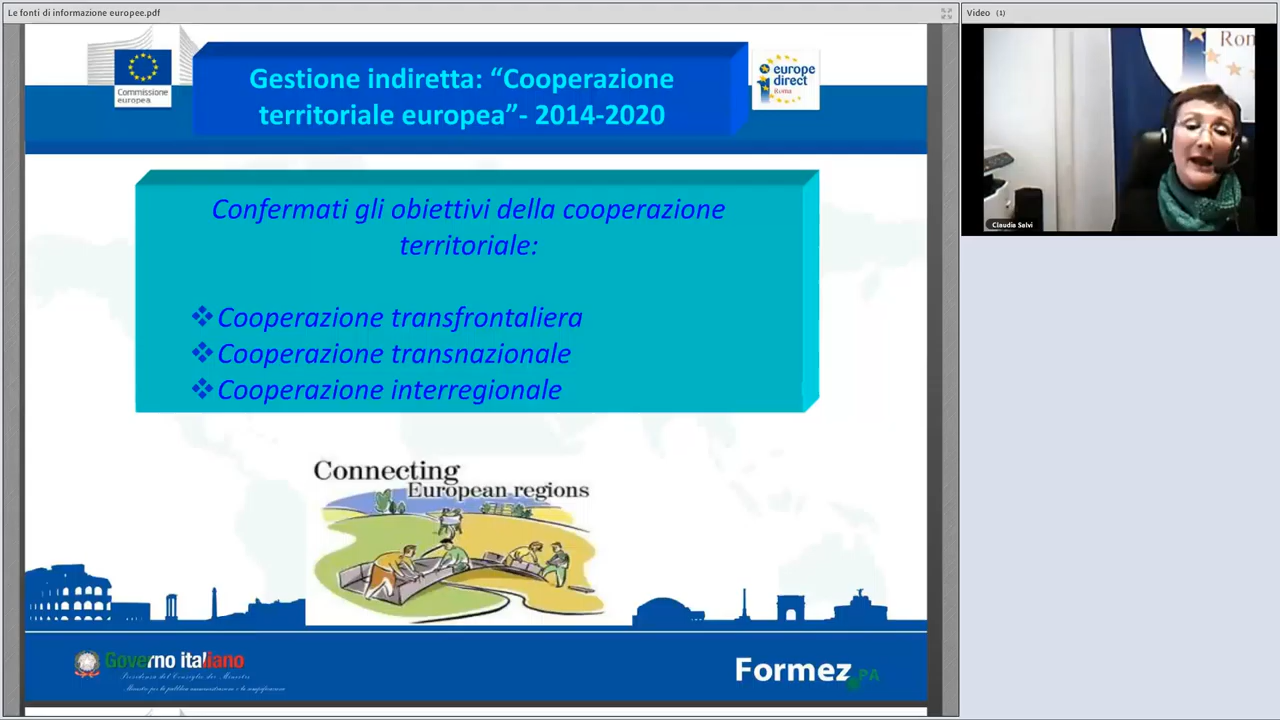 Le fonti di informazione europee.pdf
Video (1)
Commissione
europea
Gestione indiretta: “Cooperazione
territoriale europea”- 2014-2020
europe
direct
Roma
Rom
Claudia Salvi
Confermati gli obiettivi della cooperazione
territoriale:
❖Cooperazione transfrontaliera
❖Cooperazione transnazionale
❖Cooperazione interregionale
Connecting
European regions
Governo italiano
Presidenza del Consiglio dei Ministri
Ministro per la pubblica amministrazione e la semplificazione
Formez PA